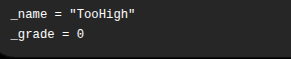 _name = "TooHigh"
_grade = 0